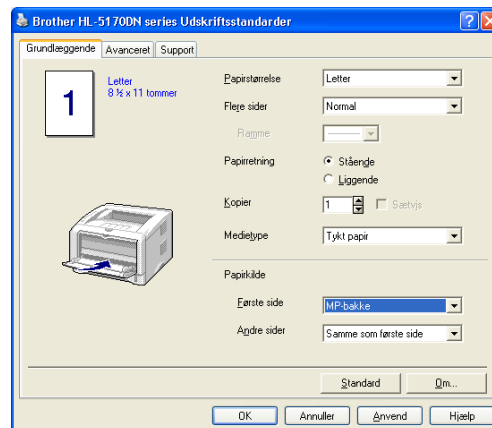 Brother HL-5170DN series Udskriftsstandarder
Grundlæggende Avanceret Support
1
Letter
8 ½ x 11 tommer
Papirstørrelse Letter
Flere sider Normal
Ramme
Papirretning Stående
Liggende
Kopier 1 Sætvis
Medietype Tykt papir
Papirkilde
Første side MP-bakke
Andre sider Samme som første side
Standard Om...
OK Annuller Anvend Hjælp